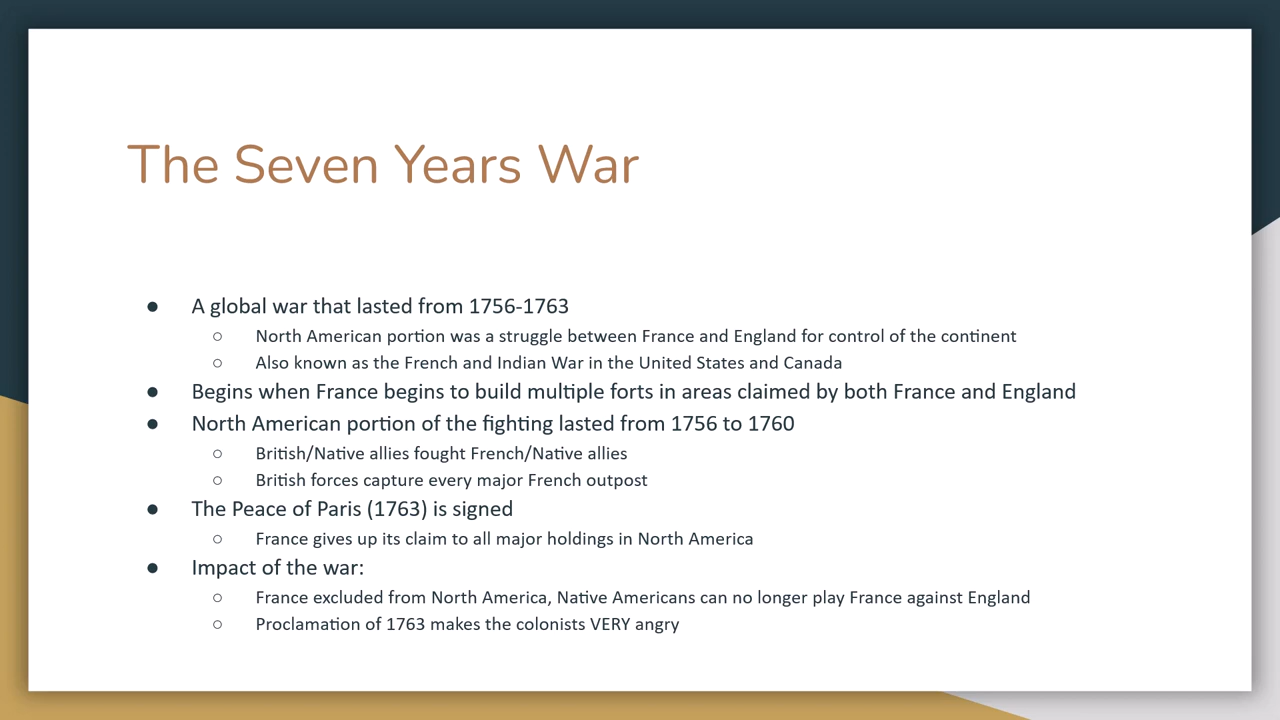 The Seven Years War
● A global war that lasted from 1756-1763
○ North American portion was a struggle between France and England for control of the continent
○ Also known as the French and Indian War in the United States and Canada
● Begins when France begins to build multiple forts in areas claimed by both France and England
● North American portion of the fighting lasted from 1756 to 1760
○ British/Native allies fought French/Native allies
○ British forces capture every major French outpost
● The Peace of Paris (1763) is signed
○ France gives up its claim to all major holdings in North America
● Impact of the war:
○ France excluded from North America, Native Americans can no longer play France against England
○ Proclamation of 1763 makes the colonists VERY angry